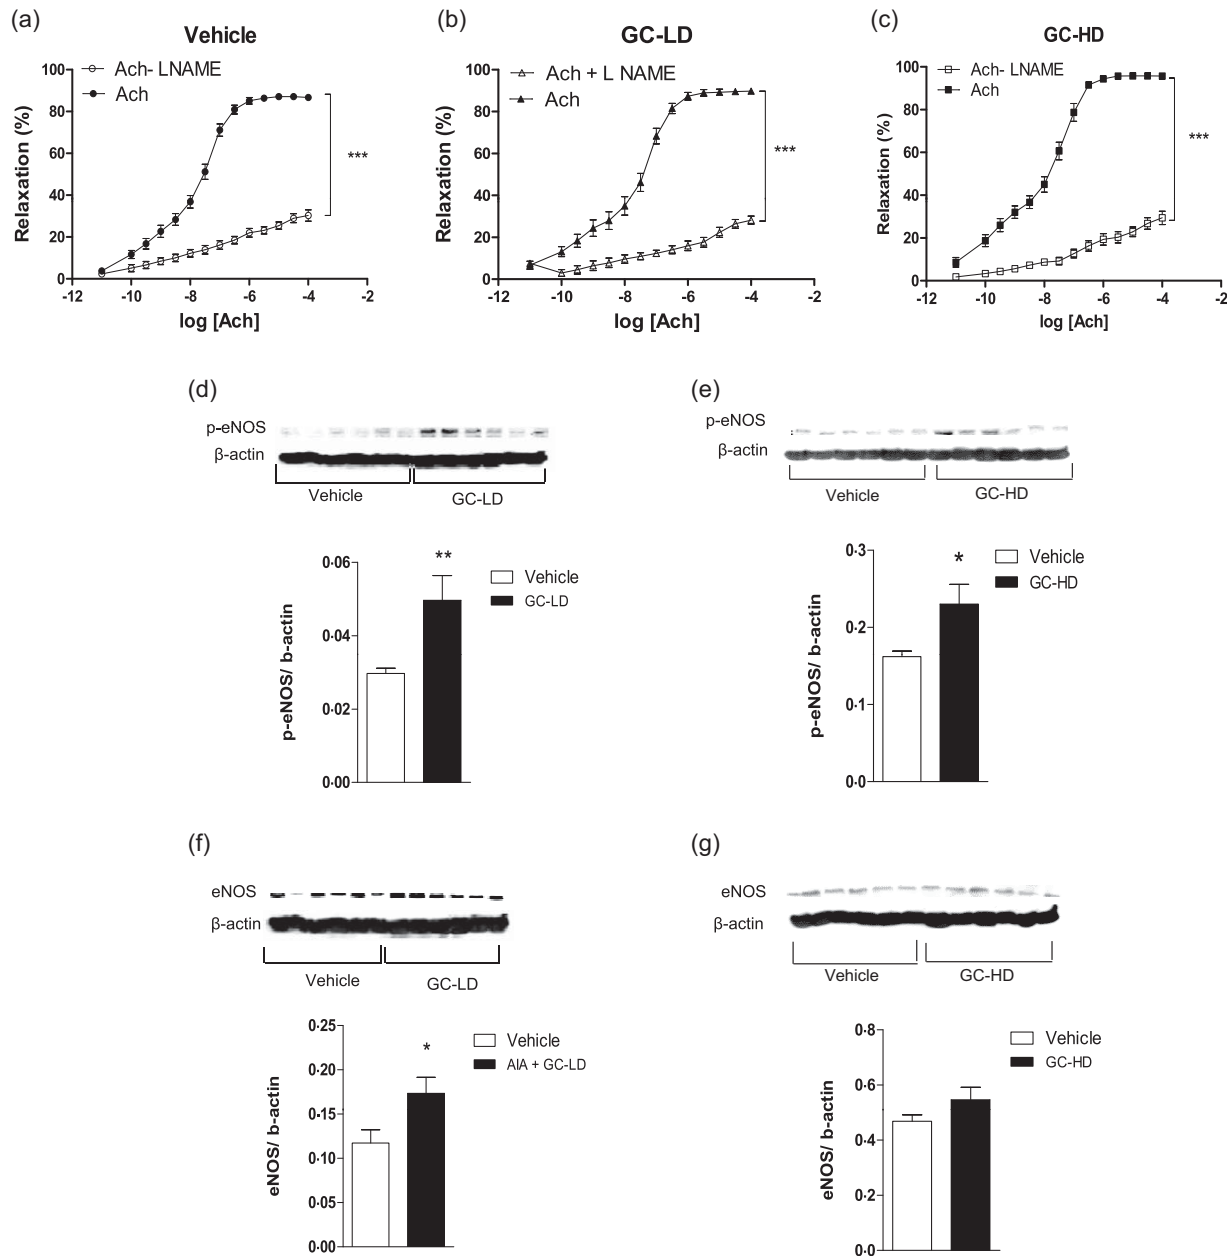 (a)
Vehicle
Ach- LNAME
Ach
Relaxation (%)
100
80
60
40
20
0
-12 -10 -8 -6 -4 -2
log [Ach]
***
(b)
GC-LD
Ach + L NAME
Ach
Relaxation (%)
100
80
60
40
20
0
-12 -10 -8 -6 -4 -2
log [Ach]
***
(c)
GC-HD
Ach- LNAME
Ach
Relaxation (%)
100
80
60
40
20
0
-12 -10 -8 -6 -4 -2
log [Ach]
***
(d)
p-eNOS
β-actin
Vehicle GC-LD
p-eNOS/ b-actin
0·06
0·04
0·02
0·00
**
Vehicle
GC-LD
(e)
p-eNOS
β-actin
Vehicle GC-HD
p-eNOS/ b-actin
0·3
0·2
0·1
0·0
*
Vehicle
GC-HD
(f)
eNOS
β-actin
Vehicle GC-LD
eNOS/ b-actin
0·25
0·20
0·15
0·10
0·05
0·00
*
Vehicle
AIA + GC-LD
(g)
eNOS
β-actin
Vehicle GC-HD
eNOS/ b-actin
0·8
0·6
0·4
0·2
0·0
Vehicle
GC-HD